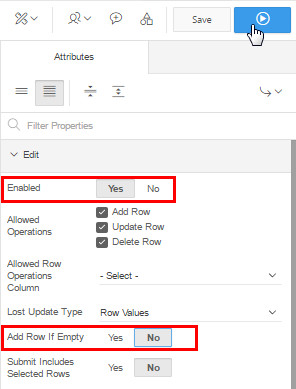 Save
Attributes
Filter Properties
Edit
Enabled Yes No
Allowed Operations
Add Row
Update Row
Delete Row
Allowed Row Operations Column
- Select -
Lost Update Type Row Values
Add Row If Empty Yes No
Submit Includes Selected Rows
Yes No